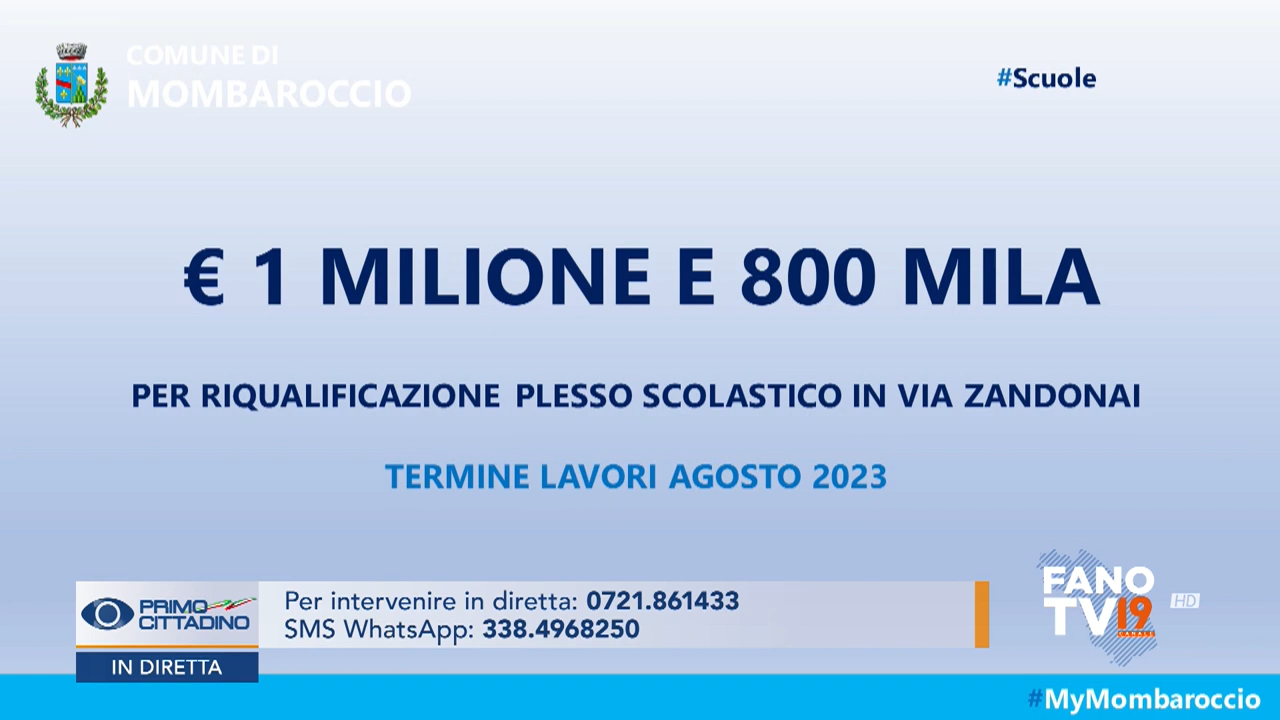 COMUNE DI
MOMBAROCCIO
#Scuole
€ 1 MILIONE E 800 MILA
PER RIQUALIFICAZIONE PLESSO SCOLASTICO IN VIA ZANDONAI
TERMINE LAVORI AGOSTO 2023
PRIMO
CITTADINO
IN DIRETTA
Per intervenire in diretta: 0721.861433
SMS WhatsApp: 338.4968250
FANO
TV19
CANALE
HD
#MyMombaroccio